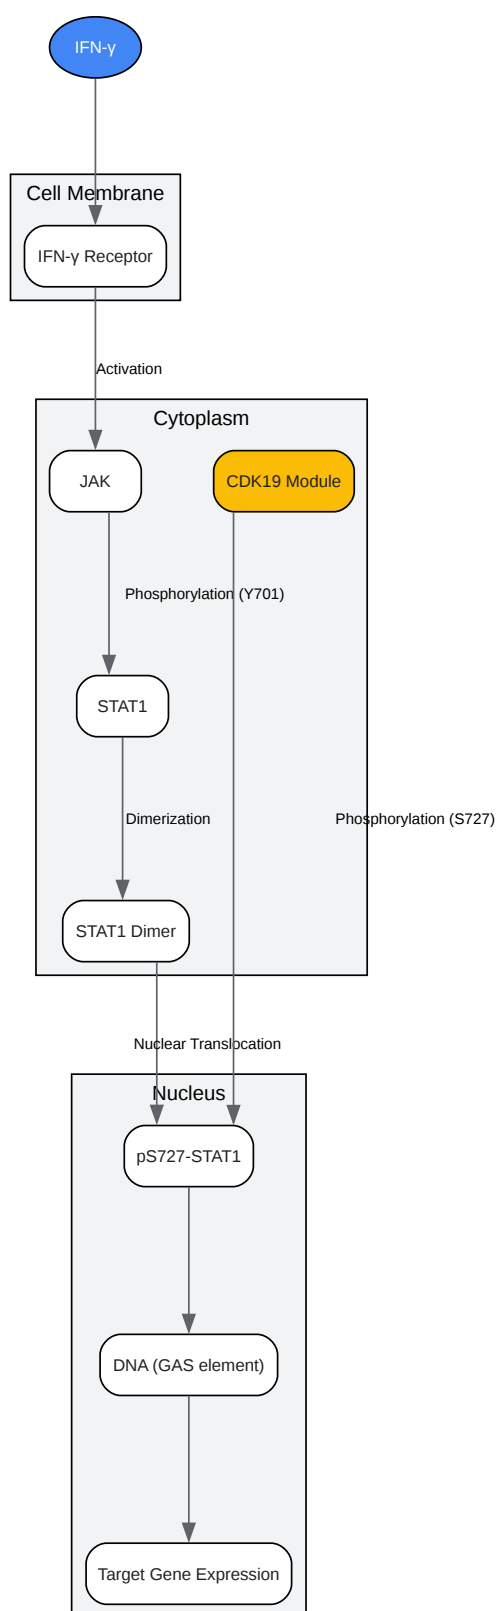 IFN-γ
Cell Membrane
IFN-γ Receptor
Activation
Cytoplasm
JAK
CDK19 Module
Phosphorylation (Y701)
STAT1
Dimerization
Phosphorylation (S727)
STAT1 Dimer
Nuclear Translocation
Nucleus
pS727-STAT1
DNA (GAS element)
Target Gene Expression